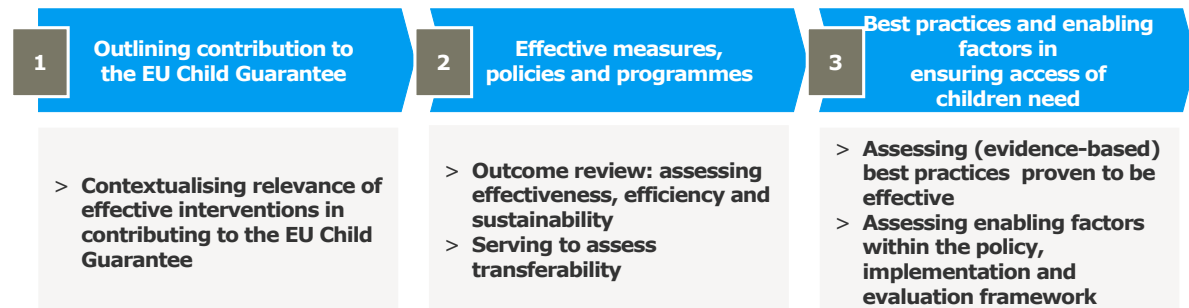 1
Outlining contribution to
the EU Child Guarantee
> Contextualising relevance of
effective interventions in
contributing to the EU Child
Guarantee
2
Effective measures,
policies and programmes
> Outcome review: assessing
effectiveness, efficiency and
sustainability
> Serving to assess
transferability
3
Best practices and enabling
factors in
ensuring access of
children need
> Assessing (evidence-based)
best practices proven to be
effective
> Assessing enabling factors
within the policy,
implementation and
evaluation framework